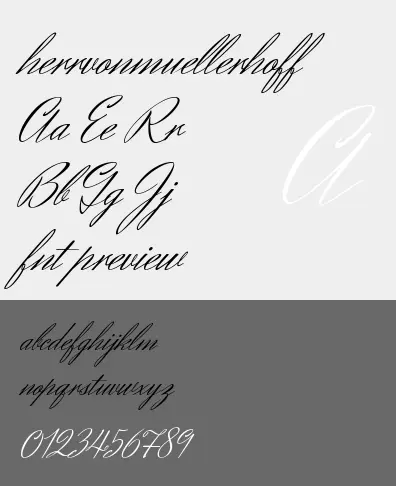 herrvonmuellerhoff
Aa Ee Rr
A
Bb Gg Jj
fnt preview
abcdefghijklm
nopqrstuvwxyz
0123456789